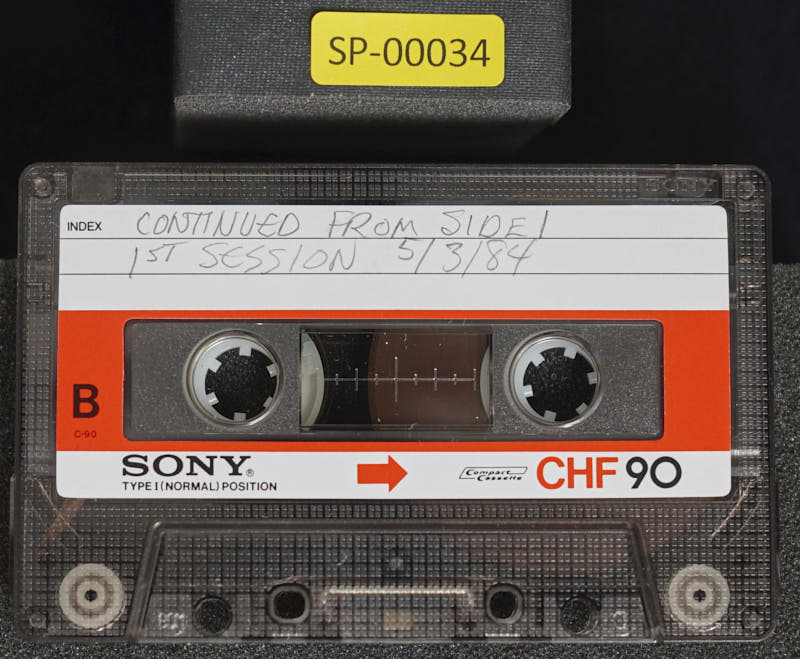 SP-00034
SONY
INDEX CONTINUED FROM SIDE 1
1ST SESSION 5/3/84
B
C-90
SONY®
TYPE I (NORMAL) POSITION
Compact Cassette
CHF 90